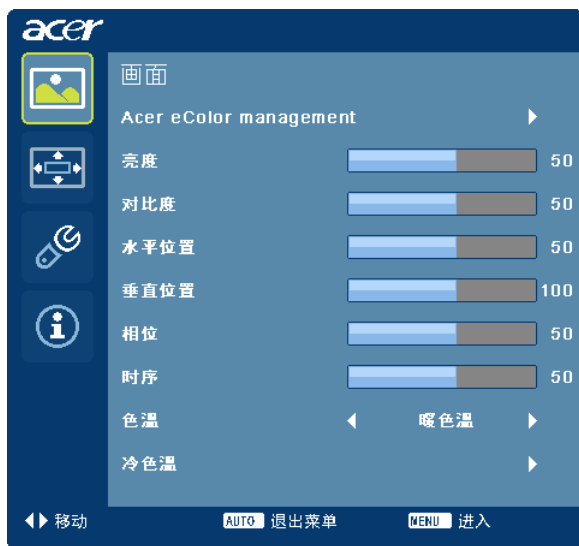 acer
画面
Acer eColor management
亮度 50
对比度 50
水平位置 50
垂直位置 100
相位 50
时序 50
色温 暖色温
冷色温
移动 AUTO 退出菜单 MENU 进入